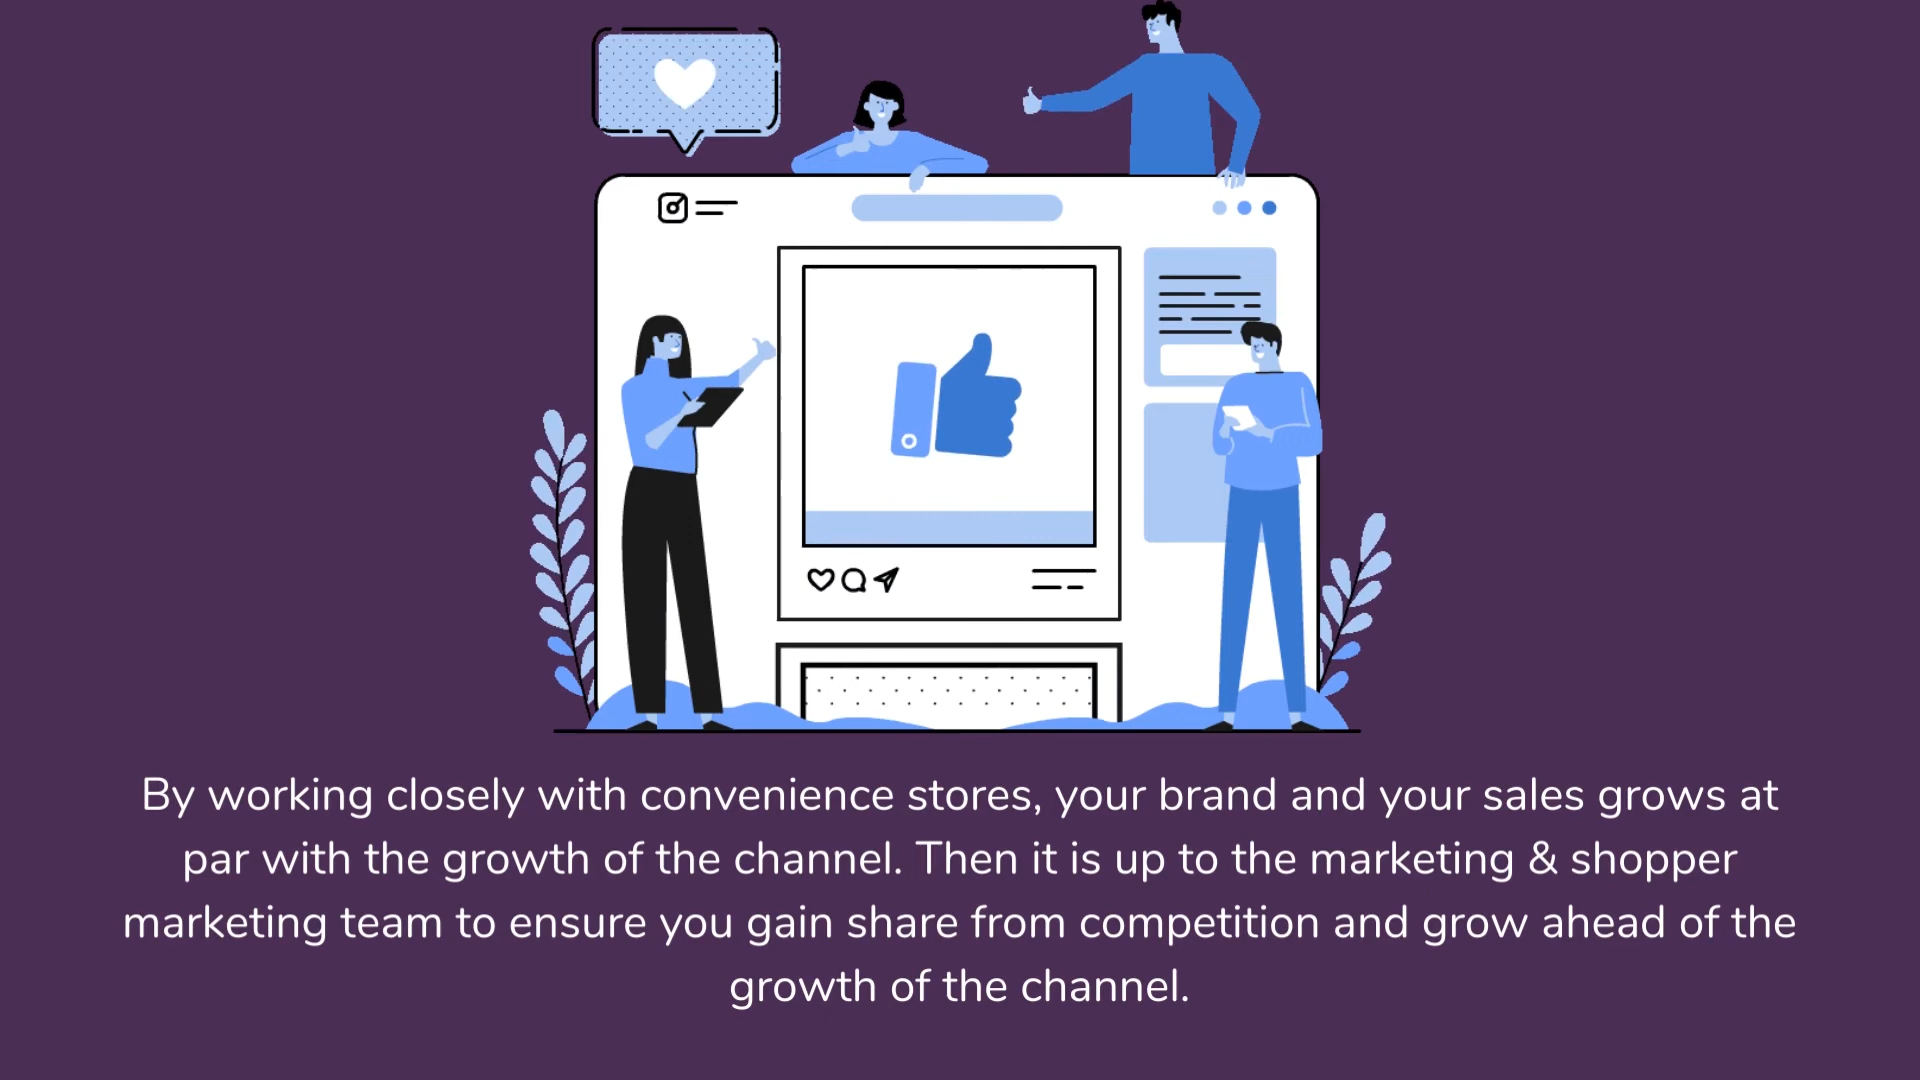 By working closely with convenience stores, your brand and your sales grows at
par with the growth of the channel. Then it is up to the marketing & shopper
marketing team to ensure you gain share from competition and grow ahead of the
growth of the channel.